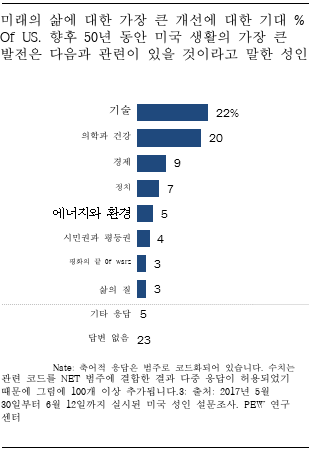 미래의 삶에 대한 가장 큰 개선에 대한 기대 %
Of US. 향후 50년 동안 미국 생활의 가장 큰
발전은 다음과 관련이 있을 것이라고 말한 성인
기술 22%
의학과 건강 20
경제 9
정치 7
에너지와 환경 5
시민권과 평등권 4
평화의 끝 Of warz 3
삶의 질 3
기타 응답 5
답변 없음 23
Nate: 축어적 응답은 범주로 코드화되어 있습니다. 수치는
관련 코드를 NET 범주에 결합한 결과 다중 응답이 허용되었기
때문에 그림에 100개 이상 추가됩니다.3: 출처: 2017년 5월
30일부터 6월 12일까지 실시된 미국 성인 설문조사. PEW 연구
센터